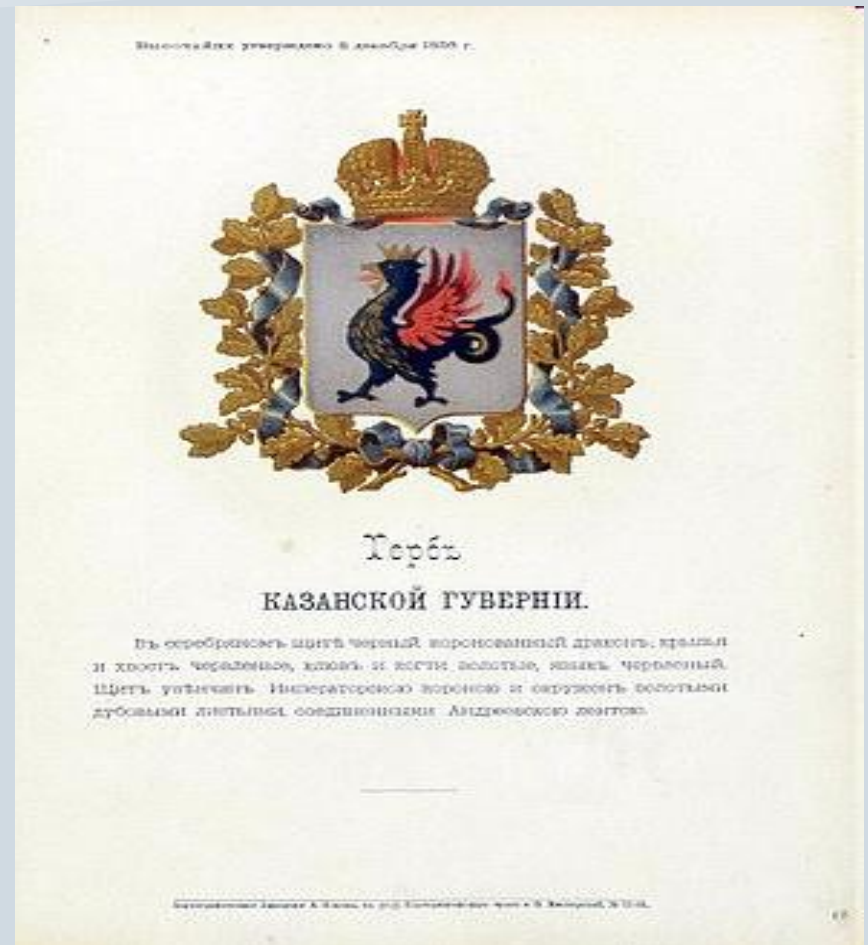 Высочайше утверждено 8 декабря 1856 г.
Гербъ
КАЗАНСКОЙ ГУБЕРНІИ.
Въ серебряномъ щитѣ черный коронованный драконъ, крылья
и хвостъ червленые, клювъ и когти золотые, языкъ червленый.
Щитъ увѣнчанъ Императорскою короною и окруженъ золотыми
дубовыми листьями, соединенными Андреевскою лентою.